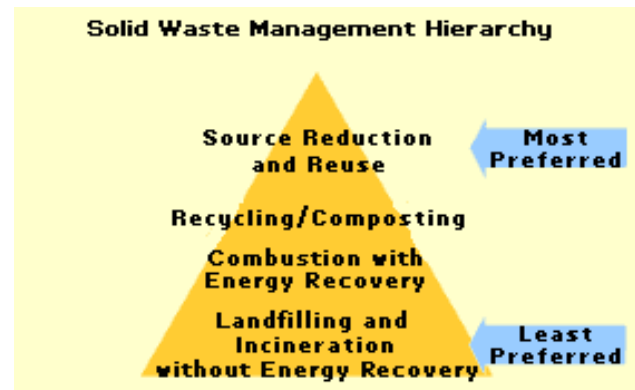 Solid Waste Management Hierarchy
Source Reduction
and Reuse
Most
Preferred
Recycling/Composting
Combustion with
Energy Recovery
Landfilling and
Incineration
without Energy Recovery
Least
Preferred